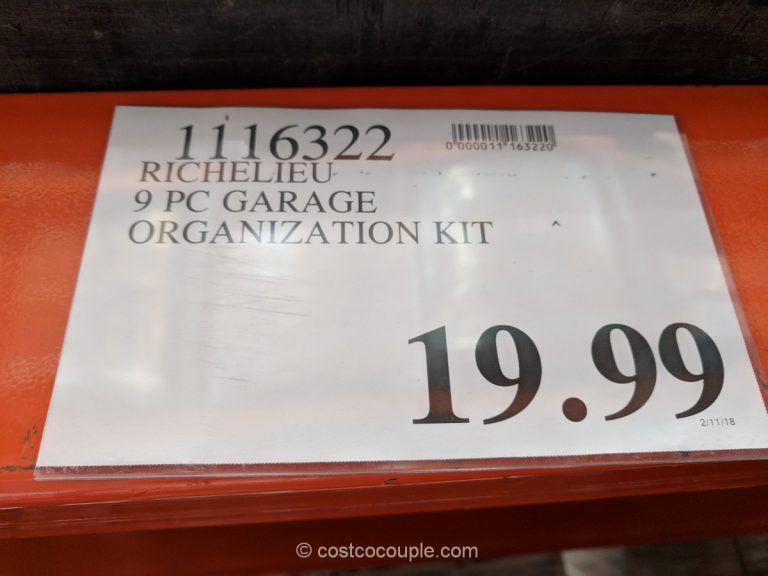 1116322
0 000011 163220
RICHELIEU
9 PC GARAGE
ORGANIZATION KIT
19.99
2/11/18
© costcocouple.com